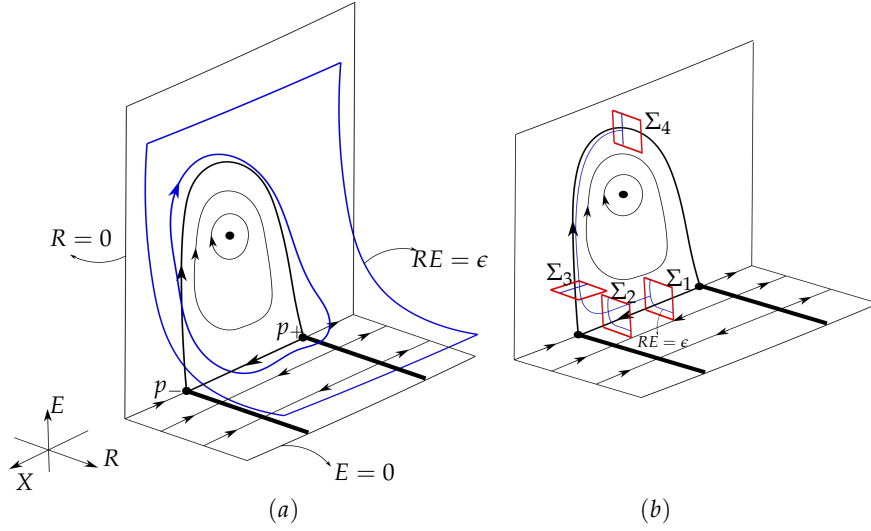 R = 0
RE = ϵ
p₊
p₋
E
X
R
E = 0
(a)
Σ₄
Σ₃
Σ₂
Σ₁
RE = ϵ
(b)